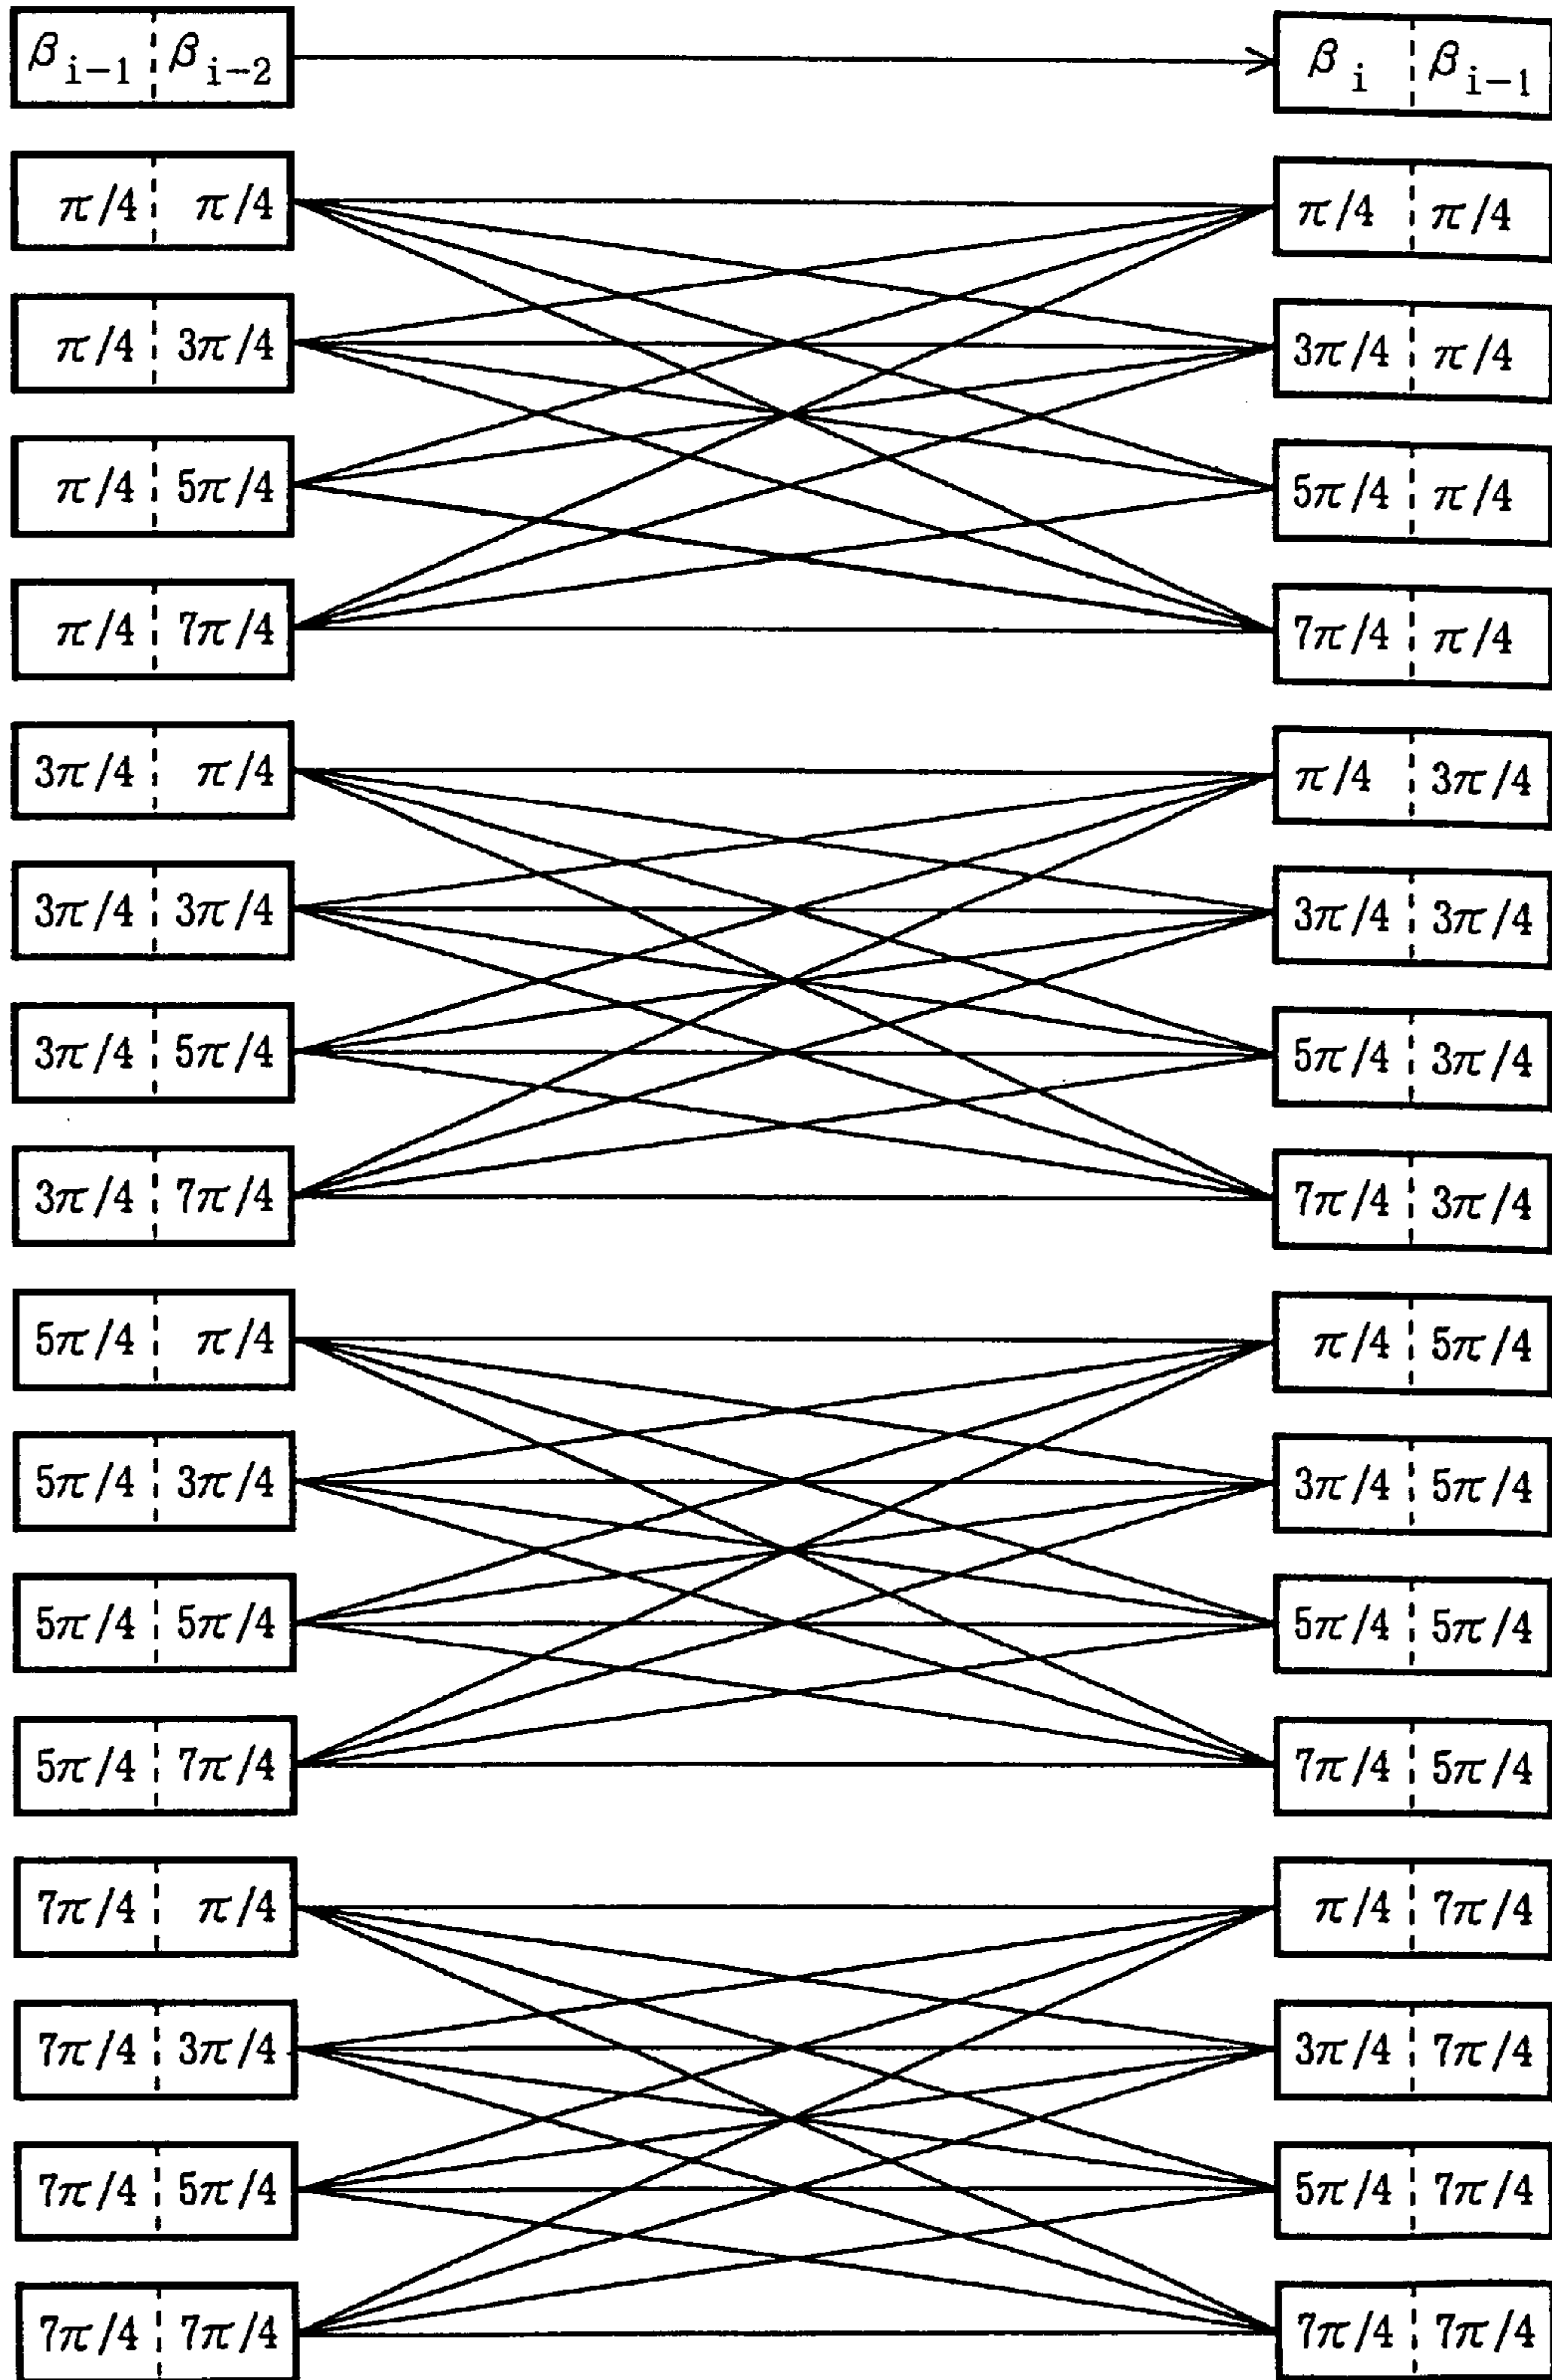 β i-1 β i-2 β i β i-1
π/4 π/4 π/4 π/4
π/4 3π/4 3π/4 π/4
π/4 5π/4 5π/4 π/4
π/4 7π/4 7π/4 π/4
3π/4 π/4 π/4 3π/4
3π/4 3π/4 3π/4 3π/4
3π/4 5π/4 5π/4 3π/4
3π/4 7π/4 7π/4 3π/4
5π/4 π/4 π/4 5π/4
5π/4 3π/4 3π/4 5π/4
5π/4 5π/4 5π/4 5π/4
5π/4 7π/4 7π/4 5π/4
7π/4 π/4 π/4 7π/4
7π/4 3π/4 3π/4 7π/4
7π/4 5π/4 5π/4 7π/4
7π/4 7π/4 7π/4 7π/4